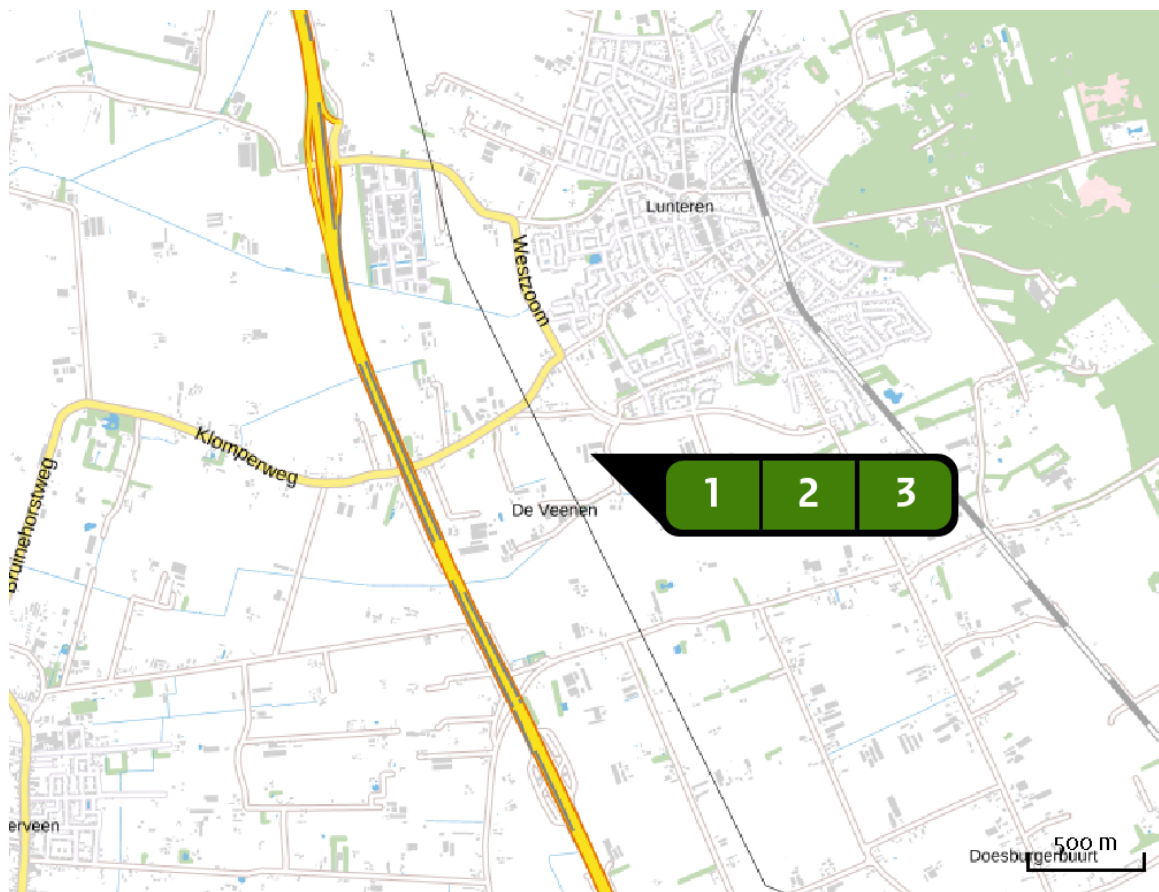 Lunteren
Westzoom
Klomperweg
Bruinehorstweg
1 2 3
De Veenen
erveen
500 m
Doesburgerbuurt